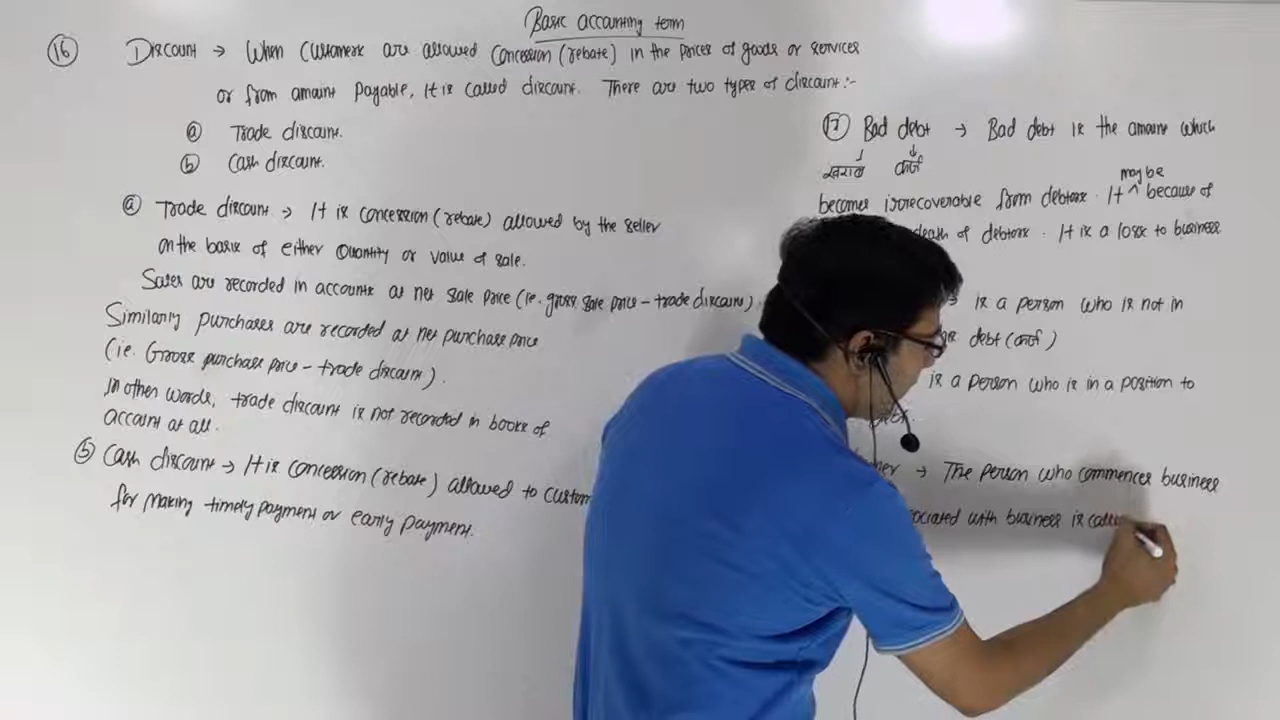 Basic accounting term
(16) Discount → When customers are allowed concession (rebate) in the prices of goods or services
or from amount payable, it is called discount. There are two types of discount:-
(a) Trade discount.
(b) Cash discount.
(a) Trade discount → It is concession (rebate) allowed by the seller
on the basis of either Quantity or value of sale.
Sales are recorded in accounts at net sale price (ie. gross sale price - trade discount).
Similarly purchases are recorded at net purchase price
(ie. Gross purchase price - trade discount).
In other words, trade discount is not recorded in books of
account at all.
(b) Cash discount → It is concession (rebate) allowed to custom
for making timely payment or early payment.
(17) Bad debt → Bad debt is the amount which
खराब कर्ज
becomes irrecoverable from debtors. It may be because of
death of debtors. It is a loss to business
is a person who is not in
debt (कर्ज)
is a person who is in a position to
→ The person who commences business
with business is calle